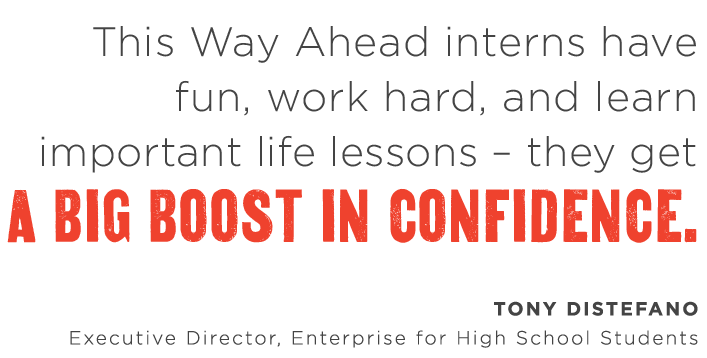 This Way Ahead interns have
fun, work hard, and learn
important life lessons – they get
A BIG BOOST IN CONFIDENCE.
TONY DISTEFANO
Executive Director, Enterprise for High School Students